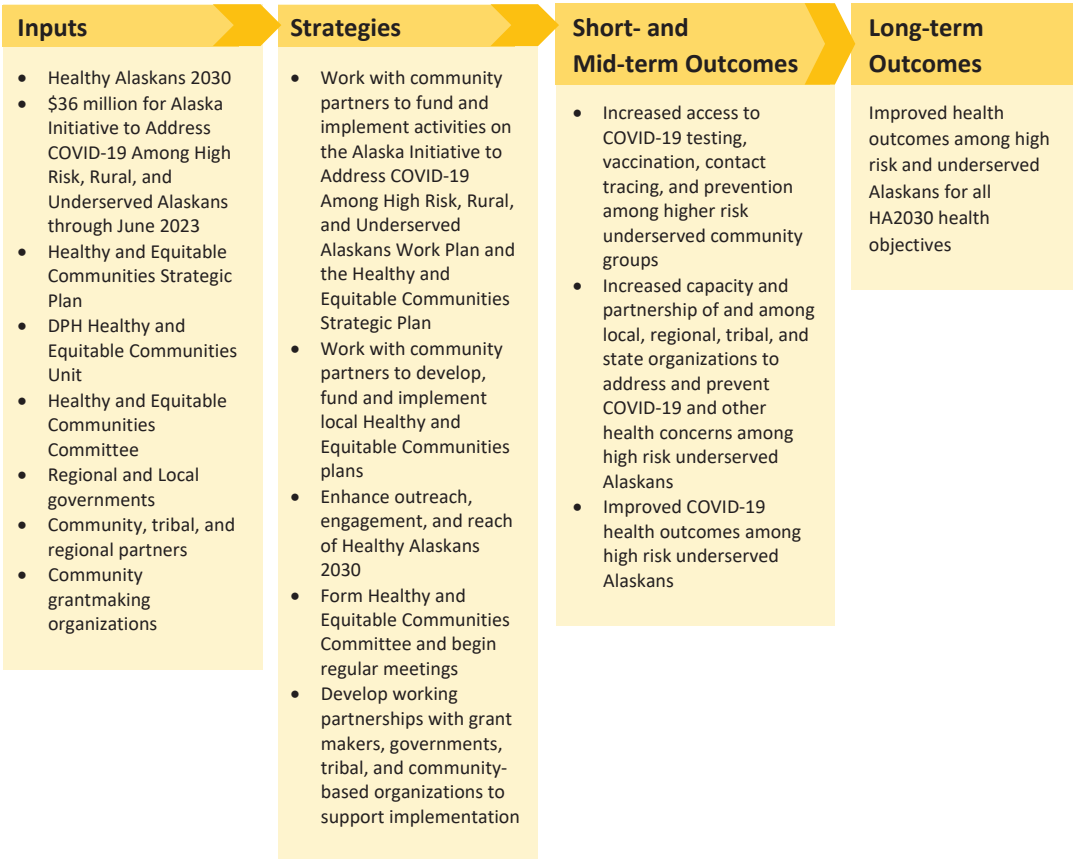 Inputs
• Healthy Alaskans 2030
• $36 million for Alaska
Initiative to Address
COVID-19 Among High
Risk, Rural, and
Underserved Alaskans
through June 2023
• Healthy and Equitable
Communities Strategic
Plan
• DPH Healthy and
Equitable Communities
Unit
• Healthy and Equitable
Communities
Committee
• Regional and Local
governments
• Community, tribal, and
regional partners
• Community
grantmaking
organizations
Strategies
• Work with community
partners to fund and
implement activities on
the Alaska Initiative to
Address COVID-19
Among High Risk, Rural,
and Underserved
Alaskans Work Plan and
the Healthy and
Equitable Communities
Strategic Plan
• Work with community
partners to develop,
fund and implement
local Healthy and
Equitable Communities
plans
• Enhance outreach,
engagement, and reach
of Healthy Alaskans
2030
• Form Healthy and
Equitable Communities
Committee and begin
regular meetings
• Develop working
partnerships with grant
makers, governments,
tribal, and community-
based organizations to
support implementation
Short- and
Mid-term Outcomes
• Increased access to
COVID-19 testing,
vaccination, contact
tracing, and prevention
among higher risk
underserved community
groups
• Increased capacity and
partnership of and among
local, regional, tribal, and
state organizations to
address and prevent
COVID-19 and other
health concerns among
high risk underserved
Alaskans
• Improved COVID-19
health outcomes among
high risk underserved
Alaskans
Long-term
Outcomes
Improved health
outcomes among high
risk and underserved
Alaskans for all
HA2030 health
objectives